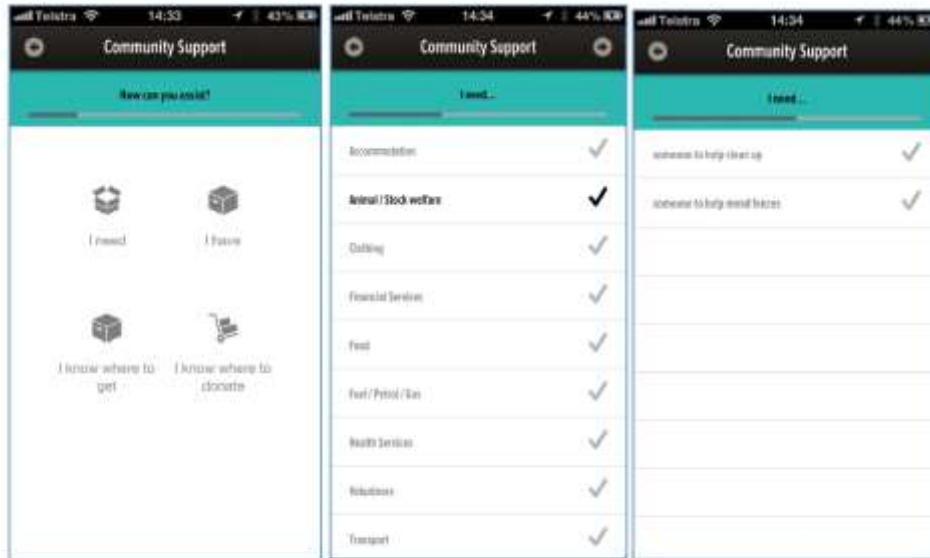 Telstra 14:33 43%
Community Support
How can you assist?
I need
I have
I know where to get
I know where to donate
Telstra 14:34 44%
Community Support
I need...
Accommodation
Animal / Stock welfare
Clothing
Financial Services
Food
Fuel / Petrol / Gas
Health Services
Volunteers
Transport
Telstra 14:34 44%
Community Support
I need...
someone to help clean up
someone to help mend fences